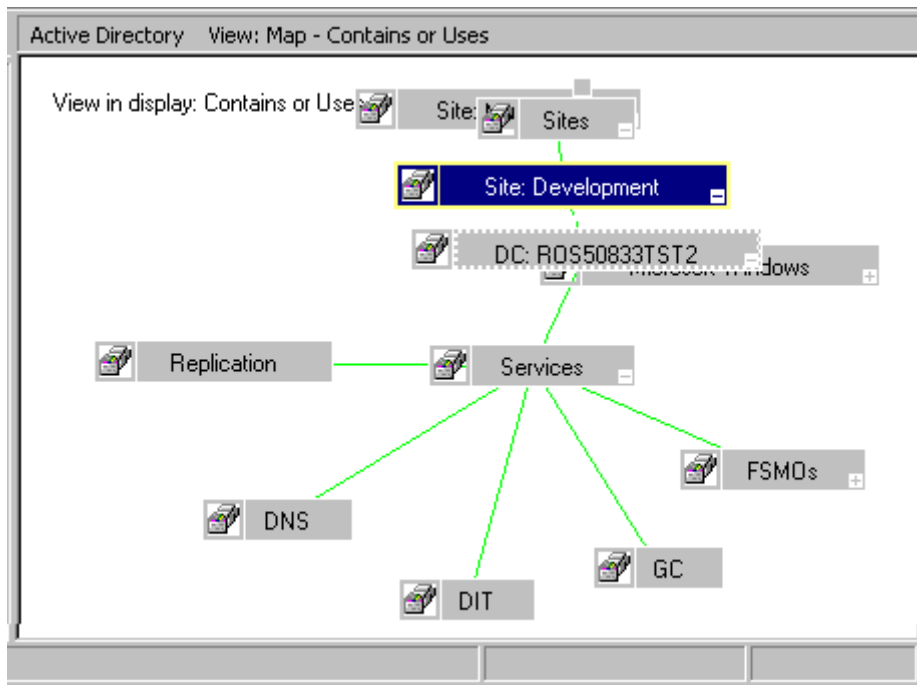 Active Directory View: Map - Contains or Uses
View in display: Contains or Use
Site:
Sites
Site: Development
DC: ROS50833TST2
Replication
Services
FSMOs
DNS
GC
DIT